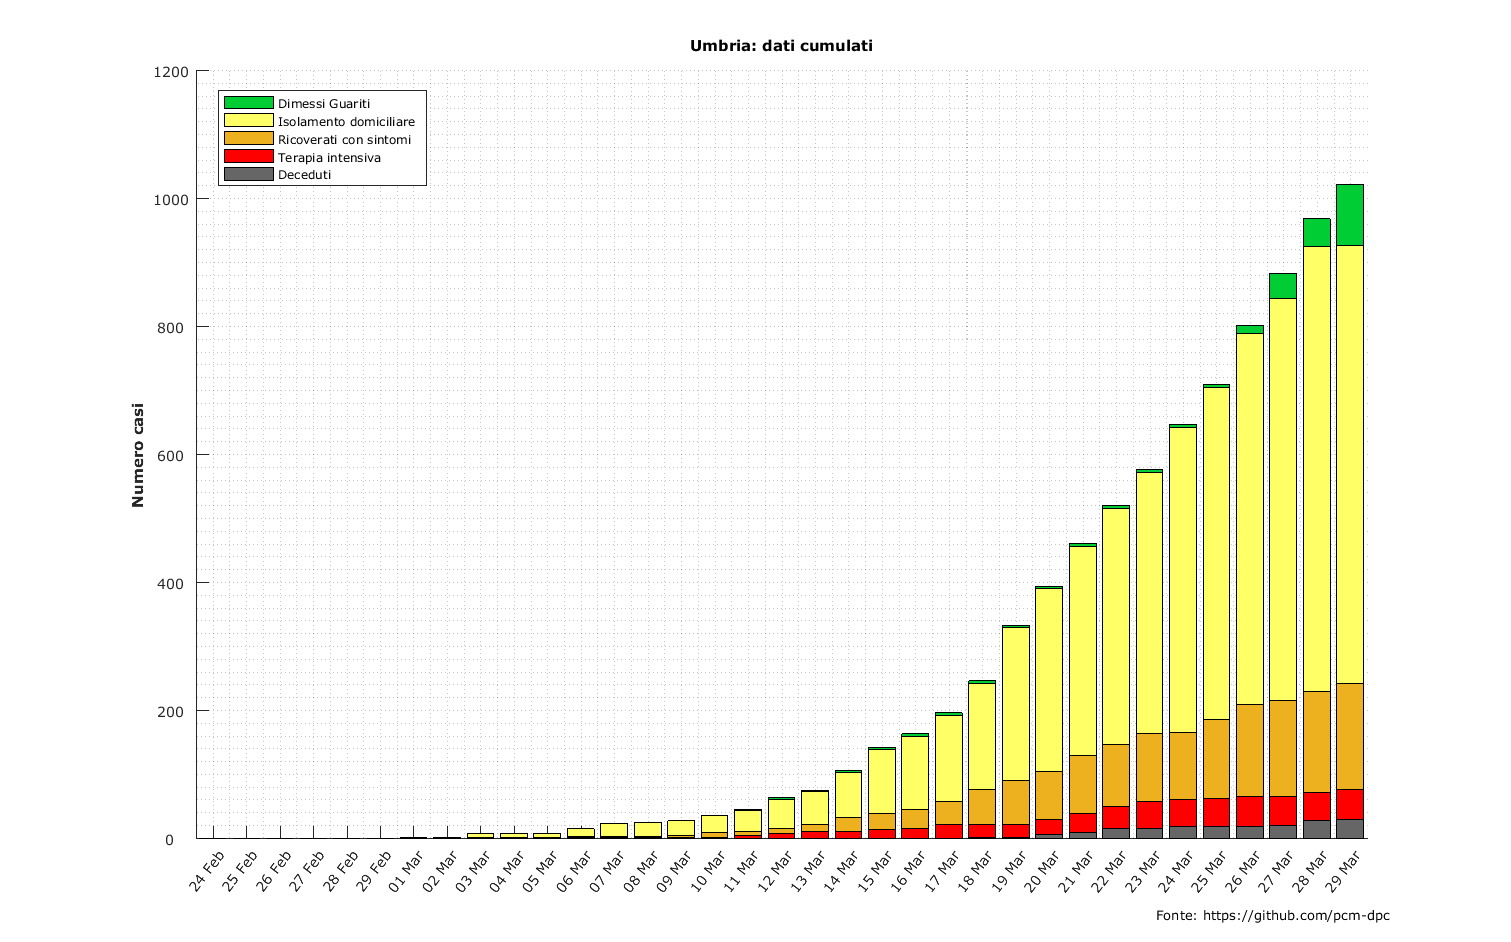 Umbria: dati cumulati
1200
1000
800
600
400
200
0
Numero casi
Dimessi Guariti
Isolamento domiciliare
Ricoverati con sintomi
Terapia intensiva
Deceduti
24 Feb
25 Feb
26 Feb
27 Feb
28 Feb
29 Feb
01 Mar
02 Mar
03 Mar
04 Mar
05 Mar
06 Mar
07 Mar
08 Mar
09 Mar
10 Mar
11 Mar
12 Mar
13 Mar
14 Mar
15 Mar
16 Mar
17 Mar
18 Mar
19 Mar
20 Mar
21 Mar
22 Mar
23 Mar
24 Mar
25 Mar
26 Mar
27 Mar
28 Mar
29 Mar
Fonte: https://github.com/pcm-dpc